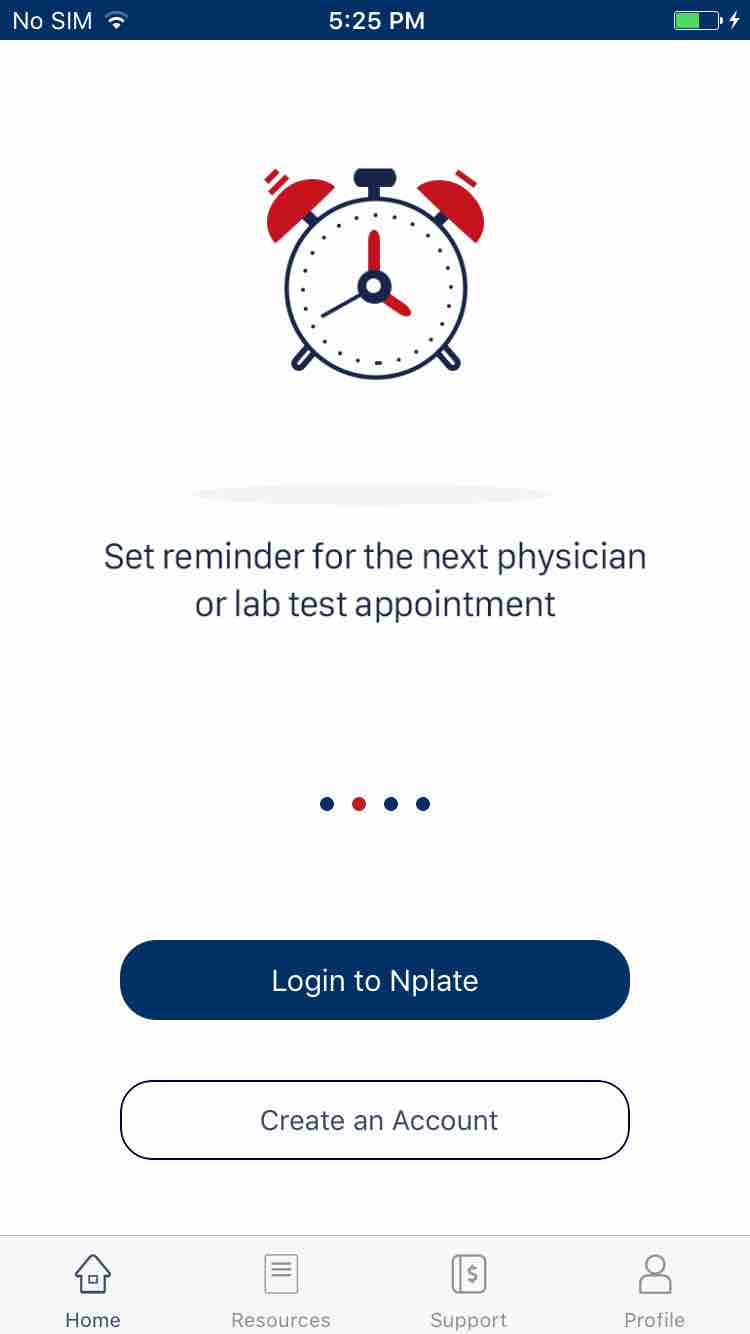 No SIM 5:25 PM
Set reminder for the next physician
or lab test appointment
Login to Nplate
Create an Account
$
Home Resources Support Profile